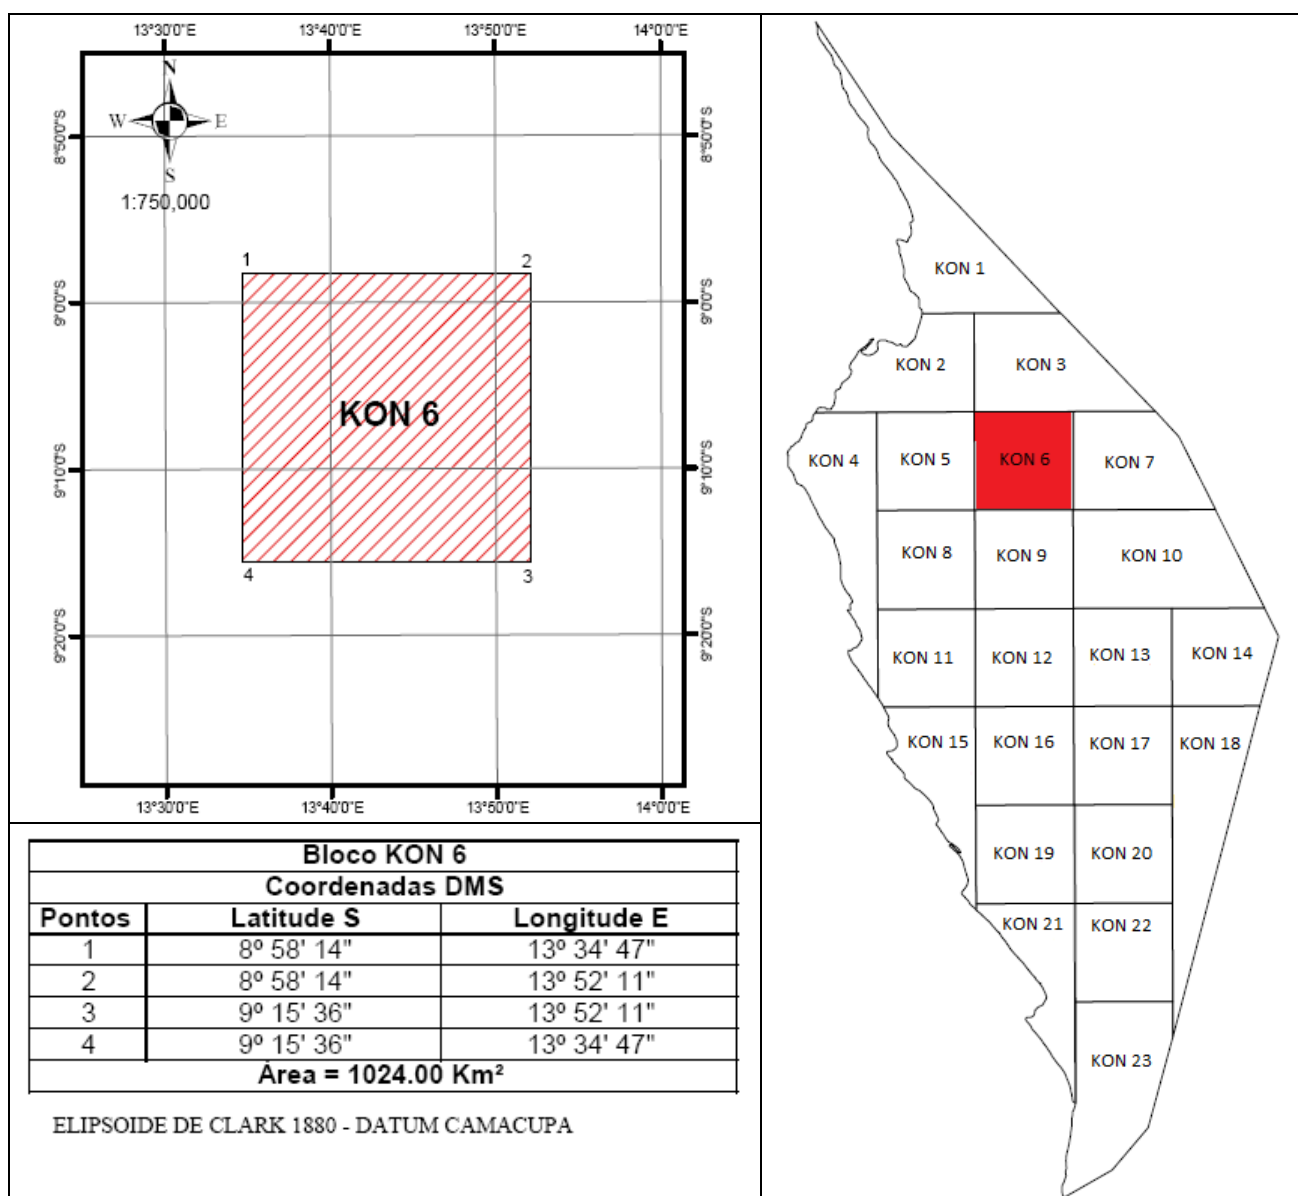 13°30'0"E 13°40'0"E 13°50'0"E 14°0'0"E
N
W E
S
1:750,000
8°50'0"S 8°50'0"S
9°0'0"S 9°0'0"S
9°10'0"S 9°10'0"S
9°20'0"S 9°20'0"S
1 2
KON 6
4 3
13°30'0"E 13°40'0"E 13°50'0"E 14°0'0"E
Bloco KON 6
Coordenadas DMS
Pontos Latitude S Longitude E
1 8º 58' 14" 13º 34' 47"
2 8º 58' 14" 13º 52' 11"
3 9º 15' 36" 13º 52' 11"
4 9º 15' 36" 13º 34' 47"
Área = 1024.00 Km²
ELIPSOIDE DE CLARK 1880 - DATUM CAMACUPA
KON 1
KON 2 KON 3
KON 4 KON 5 KON 6 KON 7
KON 8 KON 9 KON 10
KON 11 KON 12 KON 13 KON 14
KON 15 KON 16 KON 17 KON 18
KON 19 KON 20
KON 21 KON 22
KON 23